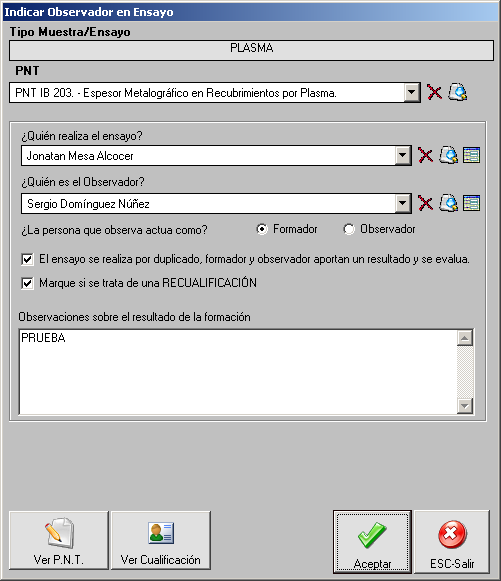 Indicar Observador en Ensayo
Tipo Muestra/Ensayo
PLASMA
PNT
PNT IB 203. - Espesor Metalográfico en Recubrimientos por Plasma.
¿Quién realiza el ensayo?
Jonatan Mesa Alcocer
¿Quién es el Observador?
Sergio Domínguez Núñez
¿La persona que observa actua como? Formador Observador
El ensayo se realiza por duplicado, formador y observador aportan un resultado y se evalua.
Marque si se trata de una RECUALIFICACIÓN
Observaciones sobre el resultado de la formación
PRUEBA
Ver P.N.T. Ver Cualificación Aceptar ESC-Salir